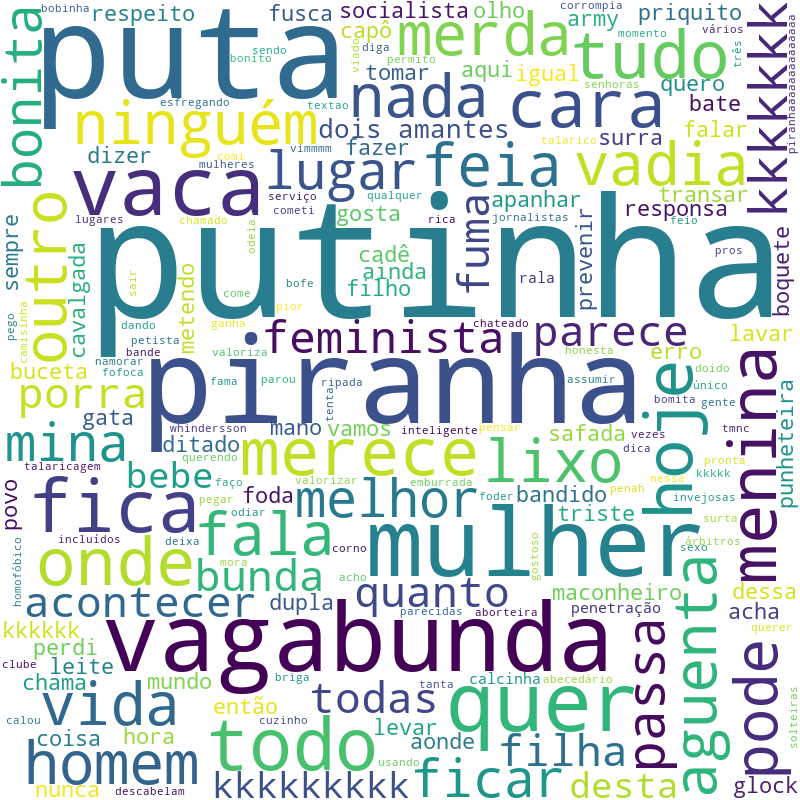 bobinha
respeito
fusca
socialista
olho
army
corrompia
priquito
momento
vários
puta
capô
merda
tudo
kkkkkkkk
piranhaaaaaaaaaaaaaaaa
bonita
sendo
bonito
diga
viado
permito
tomar
aqui
igual
senhoras
três
quero
esfregando
textao
nada
cara
bate
ninguém
vimmmm
dois amantes
talarico
surra
falar
dizer
mulheres
comi
fazer
lugar
feia
vadia
vaca
serviço
qualquer
apanhar
transar
outro
lugares
chamado
cometi
gosta
rica
jornalistas
responsa
feio
sempre
cavalgada
metendo
odeia
cadê
ainda
filho
fuma
rala
prevenir
pros
boquete
putinha
sair
bofe
come
pior
pego
camisinha
dando
petista
bande
ganha
feminista
chateado
parece
lavar
namorar
fofoca
valoriza
honesta
erro
doido
único
buceta
fama
parou
ripada
tenta
piranha
assumir
hoje
bomita
gente
menina
porra
gata
whindersson
mano
vamos
inteligente
pensar
safada
vezes
tmnc
dica
punheteira
mina
ditado
merece
lixo
talaricagem
querendo
valorizar
emburrada
pronta
povo
bebe
faço
foda
melhor
foder
bandido
penah
nessa
kkkkk
invejosas
fica
pegar
odiar
triste
surta
incluídos
deixa
fala
corno
mulher
gostoso
sexo
árbitros
homofóbico
onde
mora
bunda
acho
quanto
maconheiro
aguenta
dessa
acontecer
dupla
parecidas
aborteira
penetração
acha
kkkkkk
vagabunda
passa
querer
perdi
clube
leite
briga
tanta
calcinha
abecedário
pode
chama
mundo
vida
todas
quer
solteiras
então
calou
coisa
hora
todo
cuzinho
levar
aonde
filha
homem
usando
nunca
descabelam
kkkkkkkkk
ficar
desta
glock